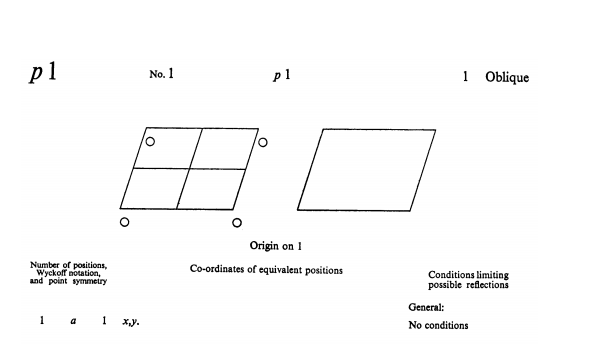 p1 No. 1 p 1 1 Oblique
Origin on 1
Number of positions,
Wyckoff notation,
and point symmetry
Co-ordinates of equivalent positions
Conditions limiting
possible reflections
General:
1 a 1 x,y.
No conditions